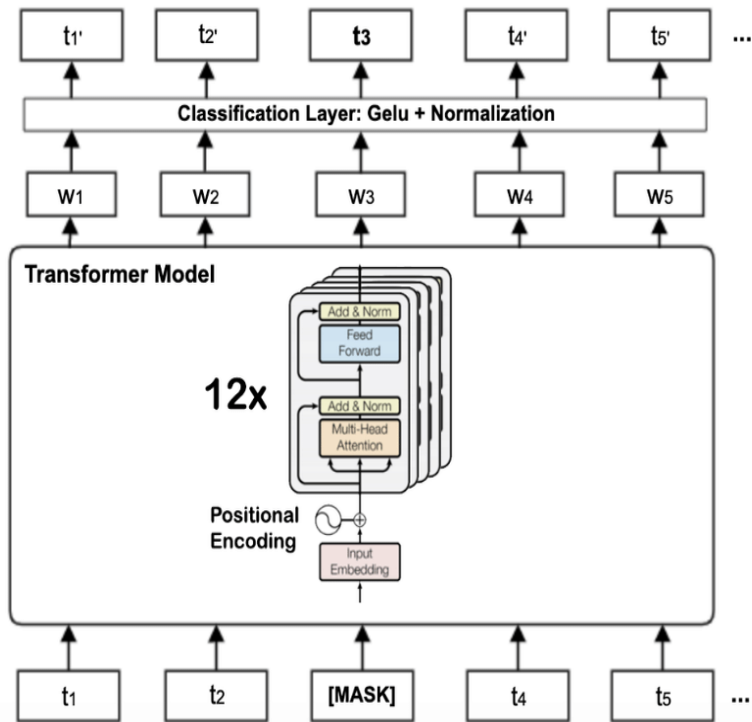 t1' t2' t3 t4' t5' ...
Classification Layer: Gelu + Normalization
w1 w2 w3 w4 w5
Transformer Model
Add & Norm
Feed
Forward
12x
Add & Norm
Multi-Head
Attention
Positional
Encoding
Input
Embedding
t1 t2 [MASK] t4 t5 ...